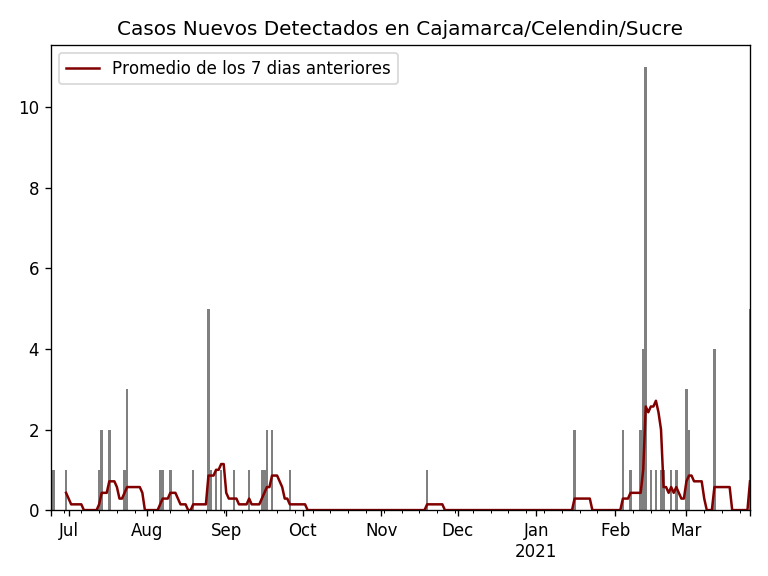 Casos Nuevos Detectados en Cajamarca/Celendin/Sucre
Promedio de los 7 dias anteriores
10
8
6
4
2
0
Jul Aug Sep Oct Nov Dec Jan Feb Mar
2021